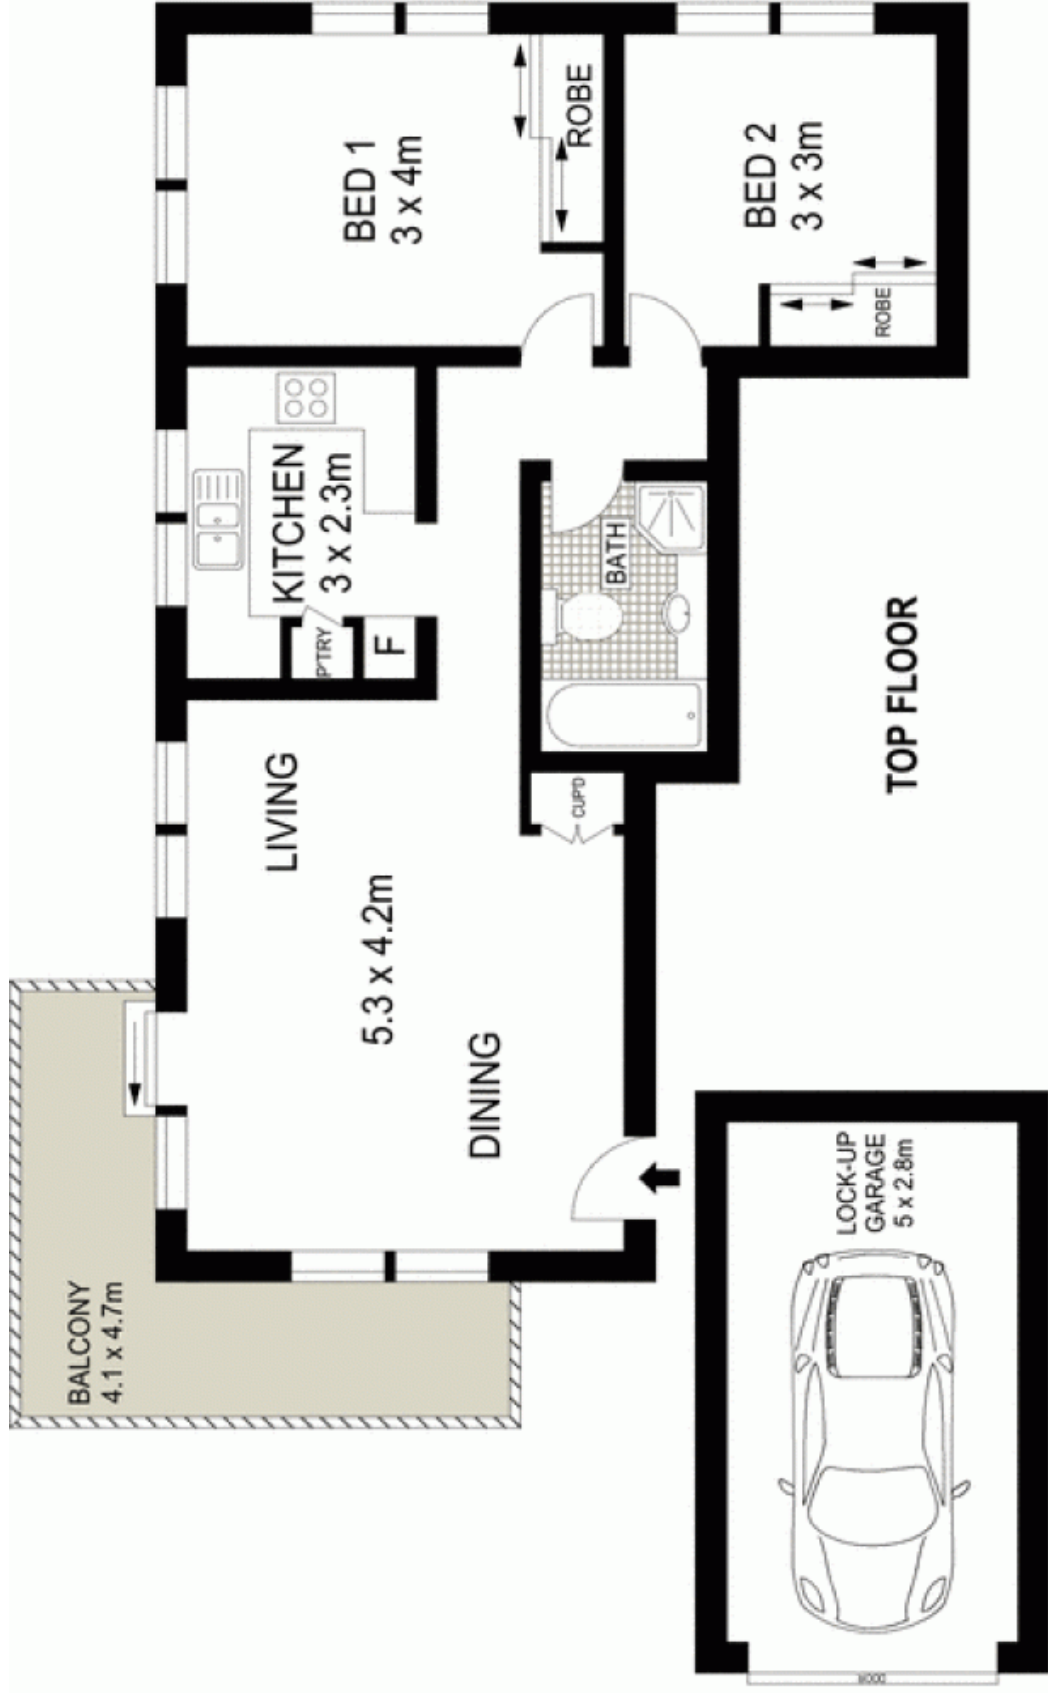 BED 1
3 x 4m
ROBE
BED 2
3 x 3m
ROBE
KITCHEN
3 x 2.3m
P'TRY
F
BATH
CUP'D
LIVING
5.3 x 4.2m
DINING
BALCONY
4.1 x 4.7m
TOP FLOOR
LOCK-UP
GARAGE
5 x 2.8m